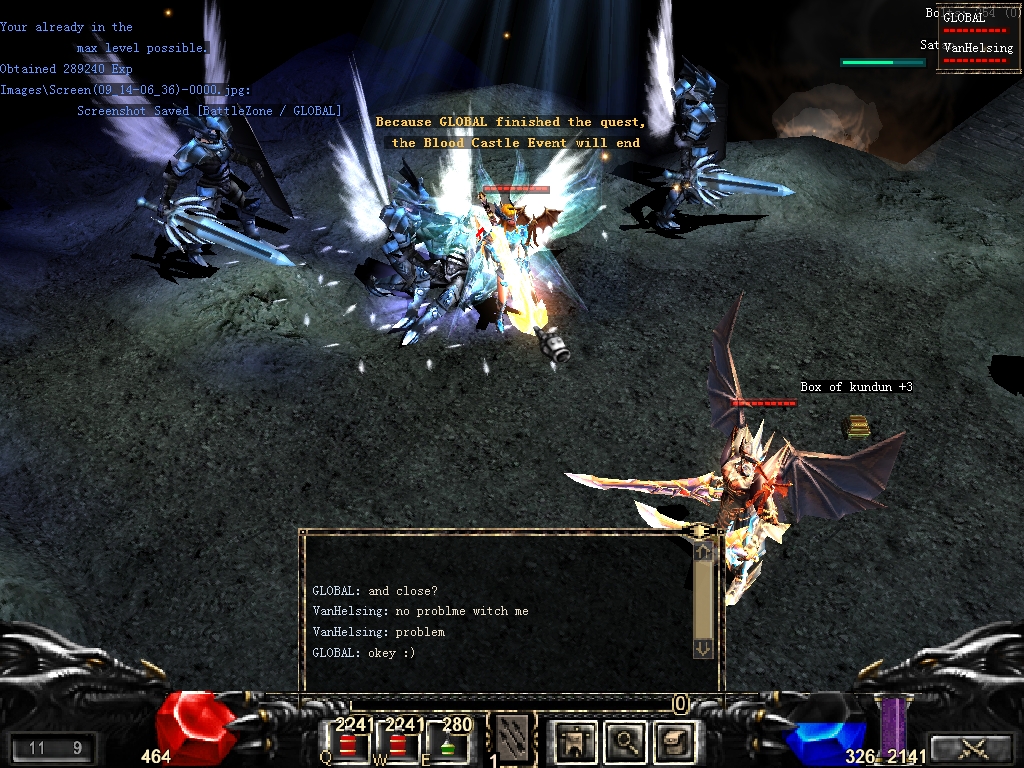 Your already in the
max level possible.
Obtained 289240 Exp
Images\Screen(09_14-06_36)-0000.jpg:
Screenshot Saved [BattleZone / GLOBAL]
Because GLOBAL finished the quest,
the Blood Castle Event will end
GLOBAL
VanHelsing
Box of kundun +3
GLOBAL: and close?
VanHelsing: no problme witch me
VanHelsing: problem
GLOBAL: okey :)
0
2241 2241 280
Q W E 1
11 9
464
326 2141